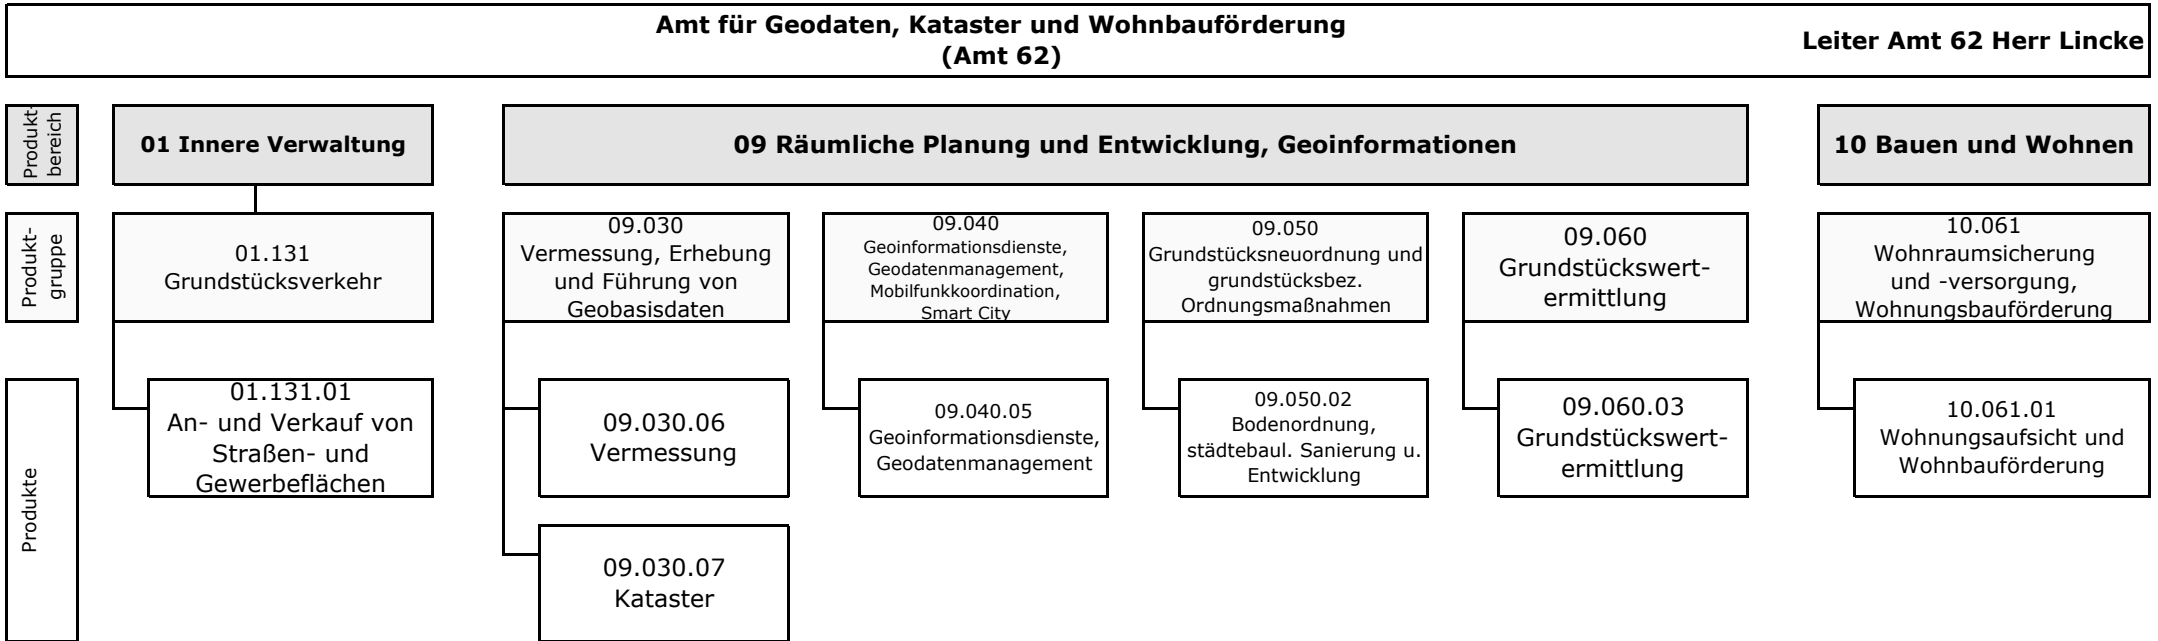 Amt für Geodaten, Kataster und Wohnbauförderung
(Amt 62)
Leiter Amt 62 Herr Lincke
Produkt-
bereich
01 Innere Verwaltung
09 Räumliche Planung und Entwicklung, Geoinformationen
10 Bauen und Wohnen
Produkt-
gruppe
01.131
Grundstücksverkehr
09.030
Vermessung, Erhebung
und Führung von
Geobasisdaten
09.040
Geoinformationsdienste,
Geodatenmanagement,
Mobilfunkkoordination,
Smart City
09.050
Grundstücksneuordnung und
grundstücksbez.
Ordnungsmaßnahmen
09.060
Grundstückswert-
ermittlung
10.061
Wohnraumsicherung
und -versorgung,
Wohnungsbauförderung
Produkte
01.131.01
An- und Verkauf von
Straßen- und
Gewerbeflächen
09.030.06
Vermessung
09.040.05
Geoinformationsdienste,
Geodatenmanagement
09.050.02
Bodenordnung,
städtebaul. Sanierung u.
Entwicklung
09.060.03
Grundstückswert-
ermittlung
10.061.01
Wohnungsaufsicht und
Wohnbauförderung
09.030.07
Kataster